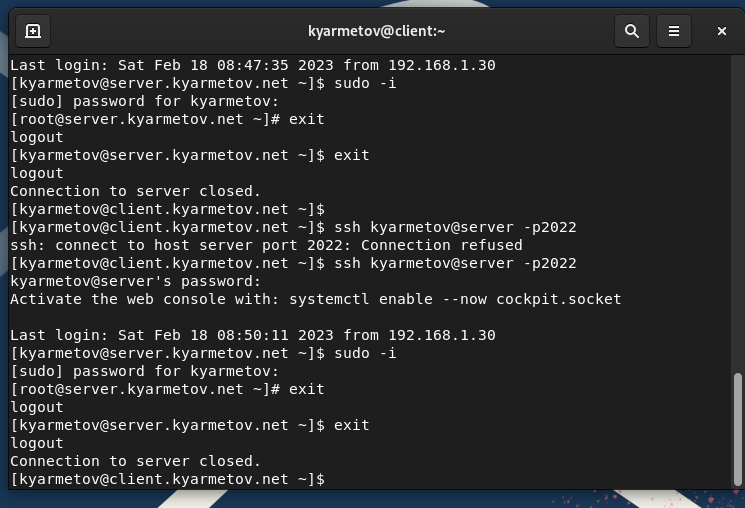 kyarmetov@client:~
Last login: Sat Feb 18 08:47:35 2023 from 192.168.1.30
[kyarmetov@server.kyarmetov.net ~]$ sudo -i
[sudo] password for kyarmetov:
[root@server.kyarmetov.net ~]# exit
logout
[kyarmetov@server.kyarmetov.net ~]$ exit
logout
Connection to server closed.
[kyarmetov@client.kyarmetov.net ~]$
[kyarmetov@client.kyarmetov.net ~]$ ssh kyarmetov@server -p2022
ssh: connect to host server port 2022: Connection refused
[kyarmetov@client.kyarmetov.net ~]$ ssh kyarmetov@server -p2022
kyarmetov@server's password:
Activate the web console with: systemctl enable --now cockpit.socket
Last login: Sat Feb 18 08:50:11 2023 from 192.168.1.30
[kyarmetov@server.kyarmetov.net ~]$ sudo -i
[sudo] password for kyarmetov:
[root@server.kyarmetov.net ~]# exit
logout
[kyarmetov@server.kyarmetov.net ~]$ exit
logout
Connection to server closed.
[kyarmetov@client.kyarmetov.net ~]$